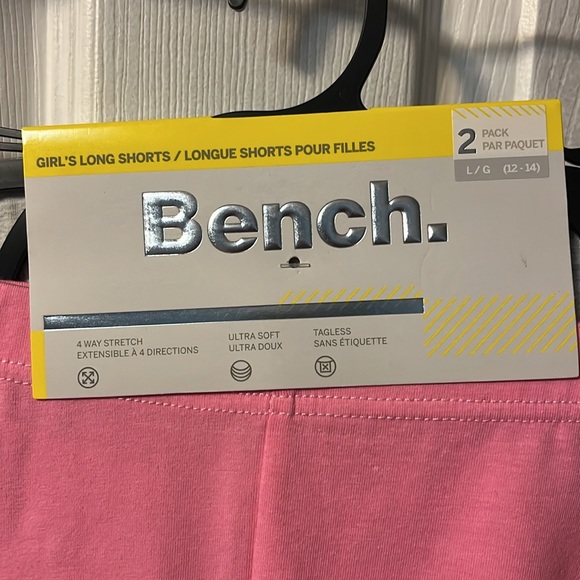 GIRL'S LONG SHORTS / LONGUE SHORTS POUR FILLES
2 PACK
PAR PAQUET
L / G (12 - 14)
Bench.
4 WAY STRETCH
EXTENSIBLE À 4 DIRECTIONS
ULTRA SOFT
ULTRA DOUX
TAGLESS
SANS ÉTIQUETTE